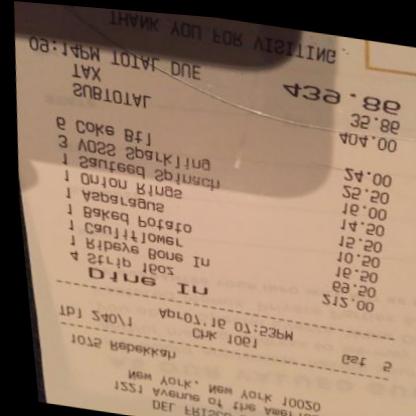 DEL FRISCO
1221 Avenue of the Americas
New York, New York 10020
1075 Rebekkah
Tbl 240/1 Chk 1061 Gst 5
Apr07'16 07:53PM
Dine In
4 Strip 16oz 212.00
1 Ribeye Bone In 69.50
1 Cauliflower 16.50
1 Baked Potato 10.50
1 Asparagus 15.50
1 Onion Rings 14.50
1 Sauteed Spinach 16.00
3 VOSS Sparkling 25.50
6 Coke Btl 24.00
SUBTOTAL 404.00
TAX 35.86
09:14PM TOTAL DUE 439.86
THANK YOU FOR VISITING